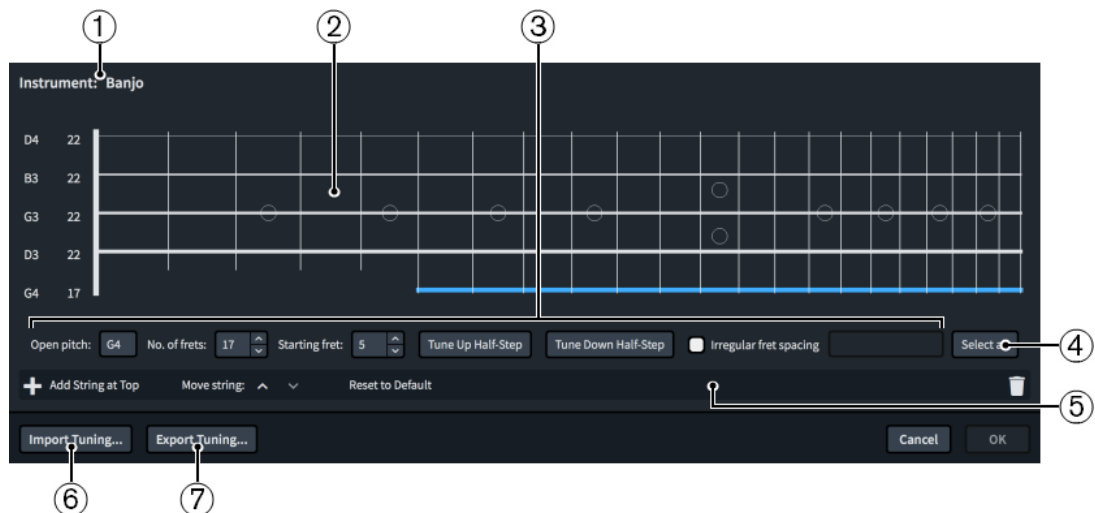 ① ② ③
Instrument: Banjo
D4 22
B3 22
G3 22
D3 22
G4 17
Open pitch: G4 No. of frets: 17 Starting fret: 5 Tune Up Half-Step Tune Down Half-Step Irregular fret spacing Select a ④
Add String at Top Move string: Reset to Default
⑤
Import Tuning... Export Tuning... Cancel OK
⑥ ⑦